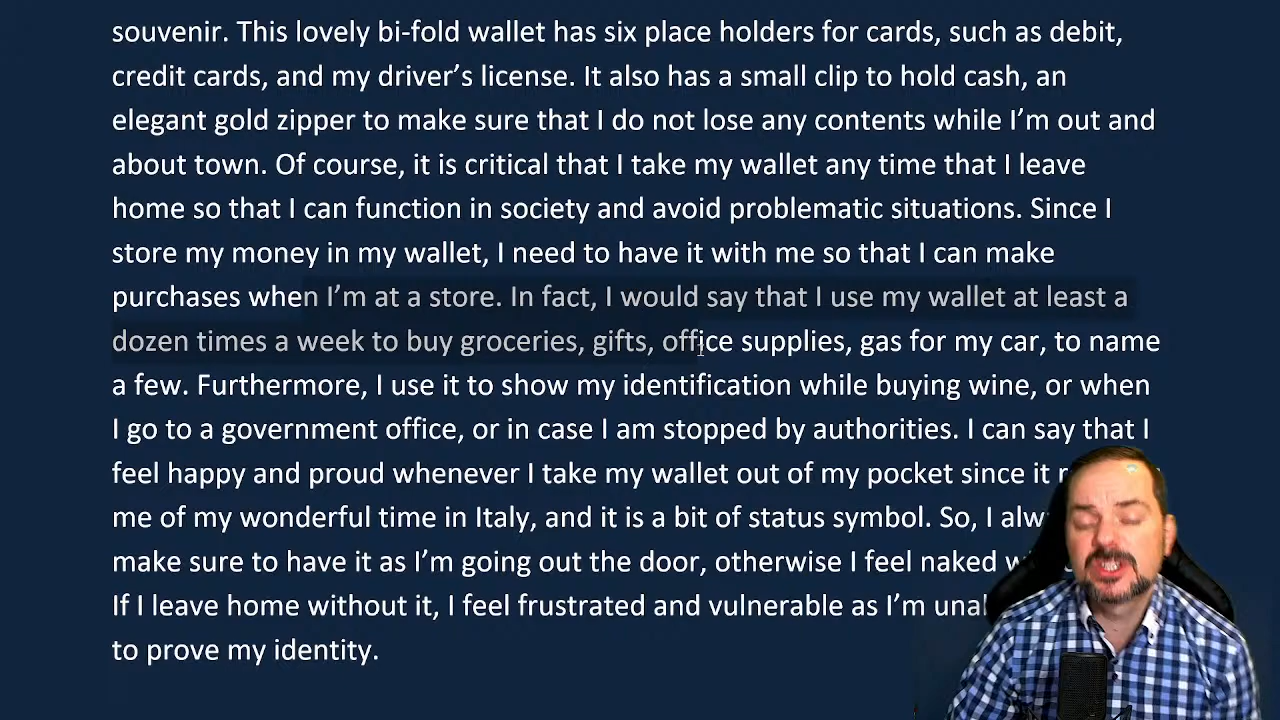 souvenir. This lovely bi-fold wallet has six place holders for cards, such as debit,
credit cards, and my driver’s license. It also has a small clip to hold cash, an
elegant gold zipper to make sure that I do not lose any contents while I’m out and
about town. Of course, it is critical that I take my wallet any time that I leave
home so that I can function in society and avoid problematic situations. Since I
store my money in my wallet, I need to have it with me so that I can make
purchases when I’m at a store. In fact, I would say that I use my wallet at least a
dozen times a week to buy groceries, gifts, office supplies, gas for my car, to name
a few. Furthermore, I use it to show my identification while buying wine, or when
I go to a government office, or in case I am stopped by authorities. I can say that I
feel happy and proud whenever I take my wallet out of my pocket since it
me of my wonderful time in Italy, and it is a bit of status symbol. So, I
make sure to have it as I’m going out the door, otherwise I feel naked
If I leave home without it, I feel frustrated and vulnerable as I’m
to prove my identity.